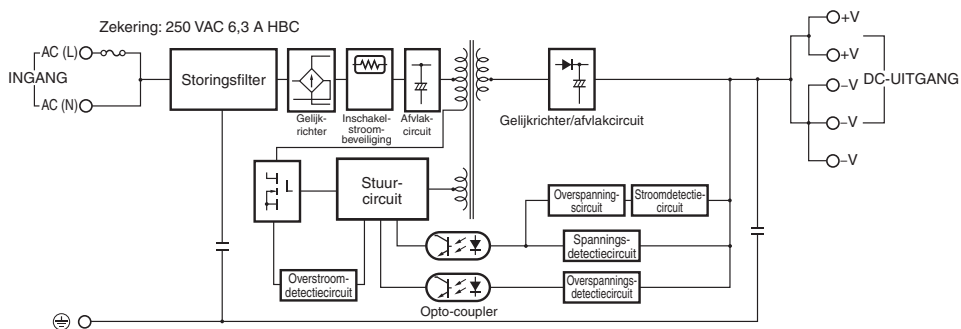 Zekering: 250 VAC 6,3 A HBC
AC (L)
INGANG
AC (N)
Storingsfilter
Gelijk-
richter
Inschakel-
stroom-
beveiliging
Afvlak-
circuit
Gelijkrichter/afvlakcircuit
+V
+V
DC-UITGANG
–V
–V
–V
Stuur-
circuit
Overspanning-
scircuit
Stroomdetectie-
circuit
Spannings-
detectiecircuit
Overstroom-
detectiecircuit
Overspannings-
detectiecircuit
Opto-coupler